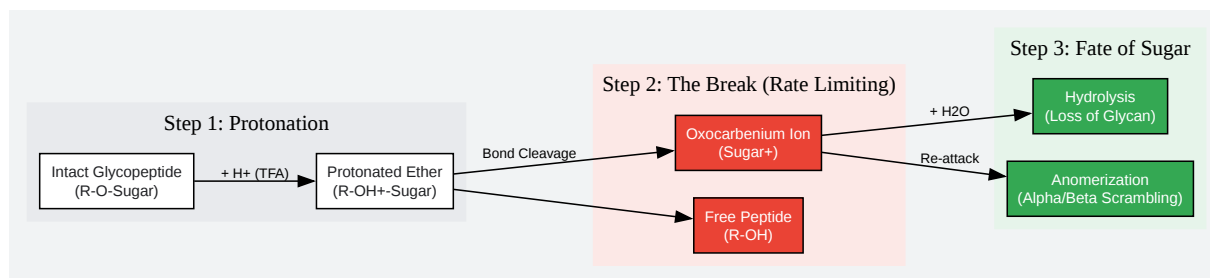 Step 1: Protonation
Intact Glycopeptide
(R-O-Sugar)
+ H+ (TFA)
Protonated Ether
(R-OH+-Sugar)
Bond Cleavage
Step 2: The Break (Rate Limiting)
Oxocarbenium Ion
(Sugar+)
Free Peptide
(R-OH)
+ H2O
Re-attack
Step 3: Fate of Sugar
Hydrolysis
(Loss of Glycan)
Anomerization
(Alpha/Beta Scrambling)